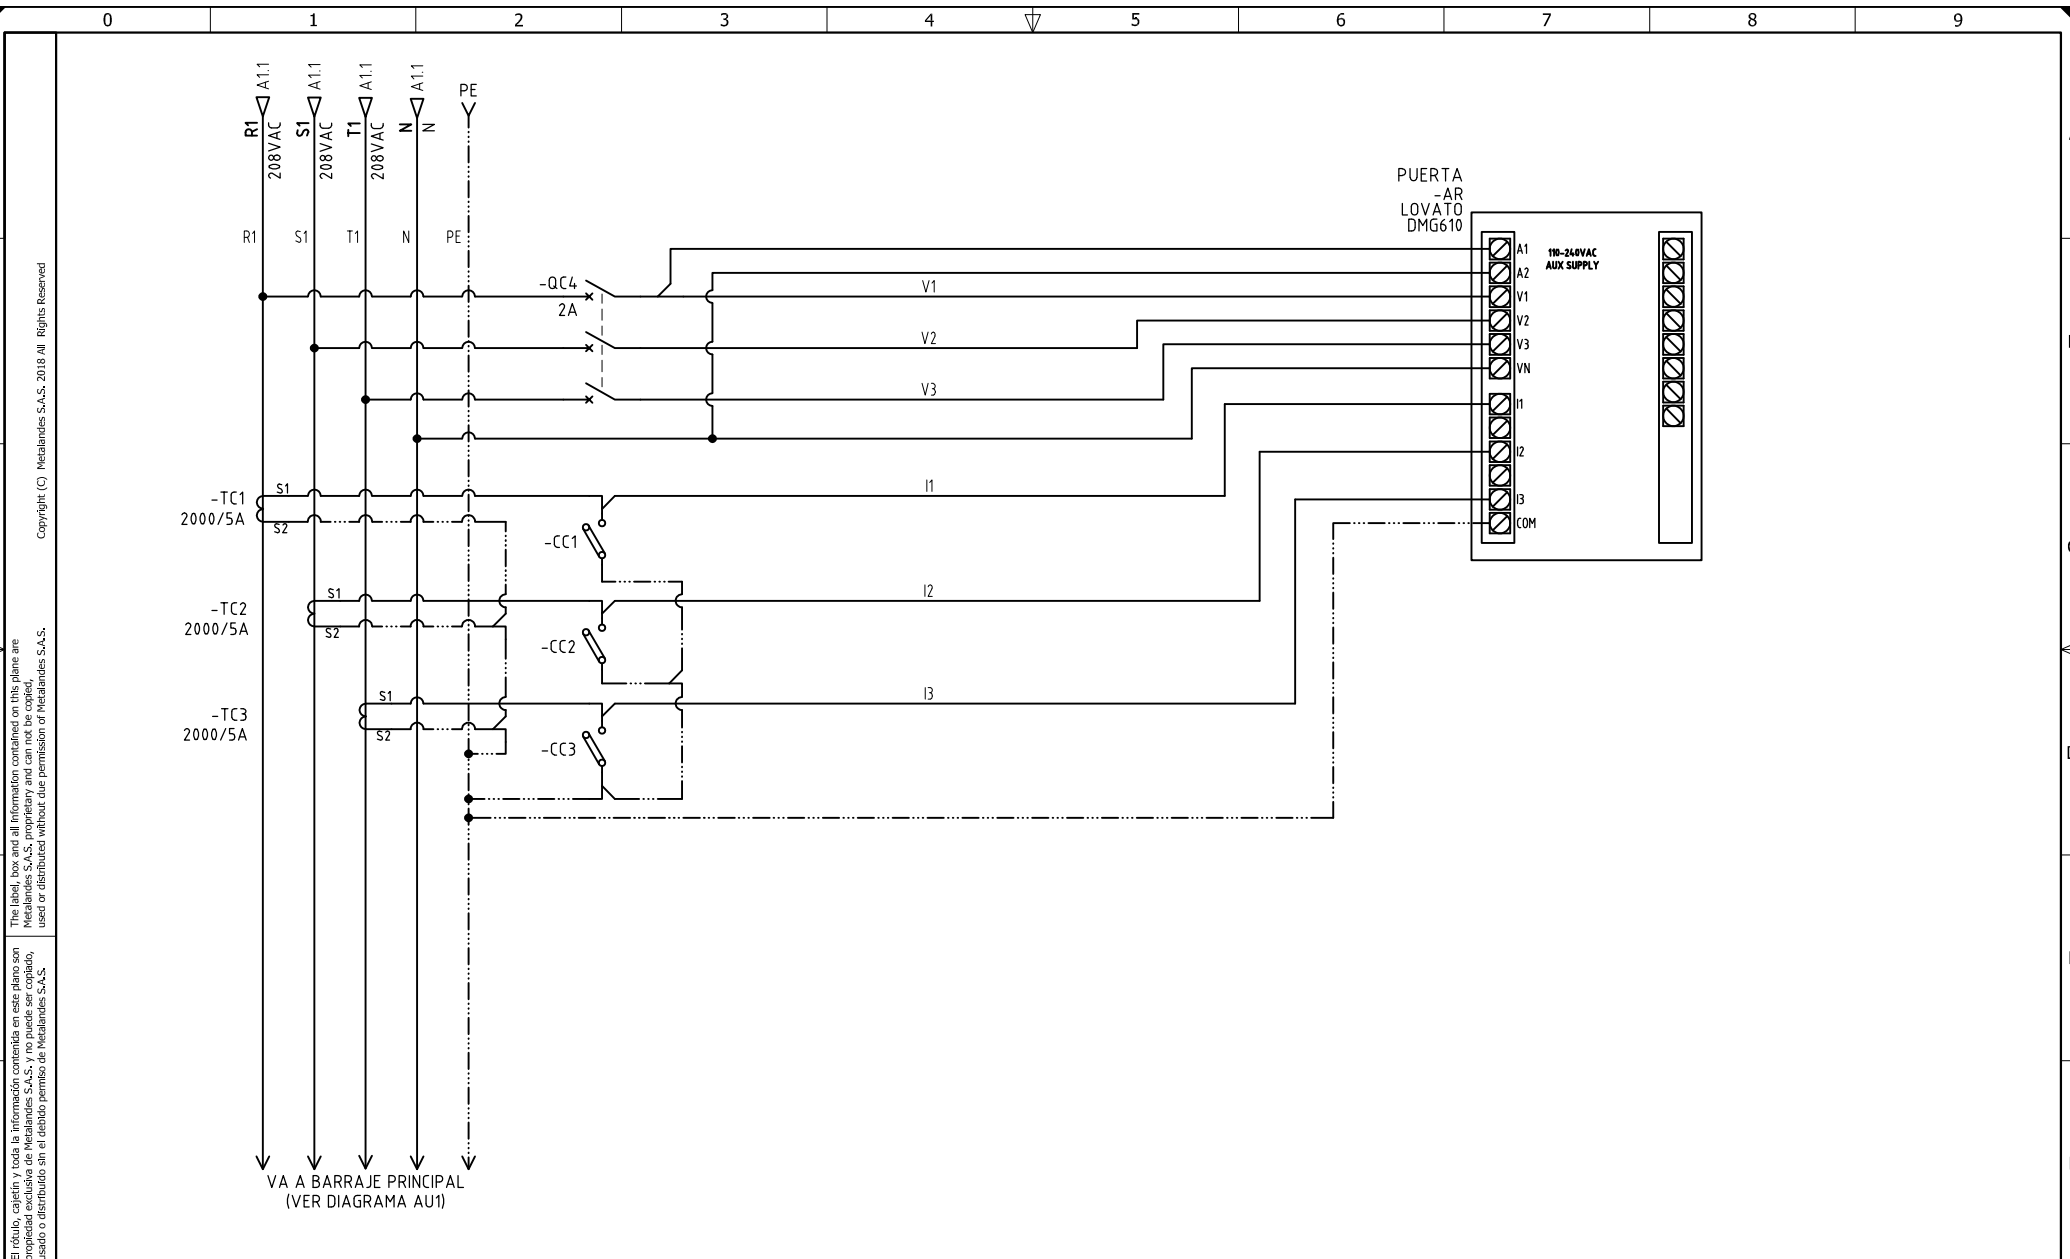 0 1 2 3 4 5 6 7 8 9
A1.1 A1.1 A1.1 A1.1 PE
R1 208VAC S1 208VAC T1 208VAC N N
R1 S1 T1 N PE
PUERTA
-AR
LOVATO
DMG610
A1
110-240VAC
AUX SUPPLY
A2
-QC4
V1
V1
2A
V2
V2
V3
V3
VN
I1
I2
I3
COM
-TC1
S1
I1
2000/5A
S2
-CC1
-TC2
S1
I2
2000/5A
S2
-CC2
-TC3
S1
I3
2000/5A
S2
-CC3
VA A BARRAJE PRINCIPAL
(VER DIAGRAMA AU1)
Copyright (C) Metalandes S.A.S. 2018 All Rights Reserved
The label, box and all information contained on this plane are
Metalandes S.A.S. proprietary and can not be copied,
used or distributed without due permission of Metalandes S.A.S.
El rótulo, cajetín y toda la información contenida en este plano son
propiedad exclusiva de Metalandes S.A.S. y no puede ser copiado,
usado o distribuido sin el debido permiso de Metalandes S.A.S.